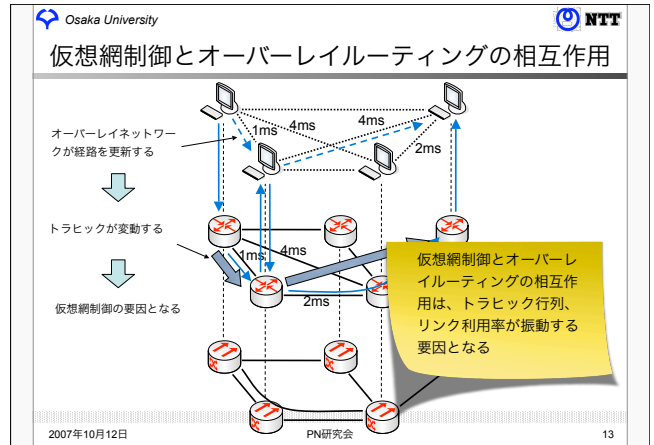 Osaka University
NTT
仮想網制御とオーバーレイルーティングの相互作用
オーバーレイネットワー
クが経路を更新する
トラヒックが変動する
仮想網制御の要因となる
1ms
4ms
4ms
2ms
1ms
4ms
2ms
仮想網制御とオーバーレ
イルーティングの相互作
用は、トラヒック行列、
リンク利用率が振動する
要因となる
2007年10月12日
PN研究会
13